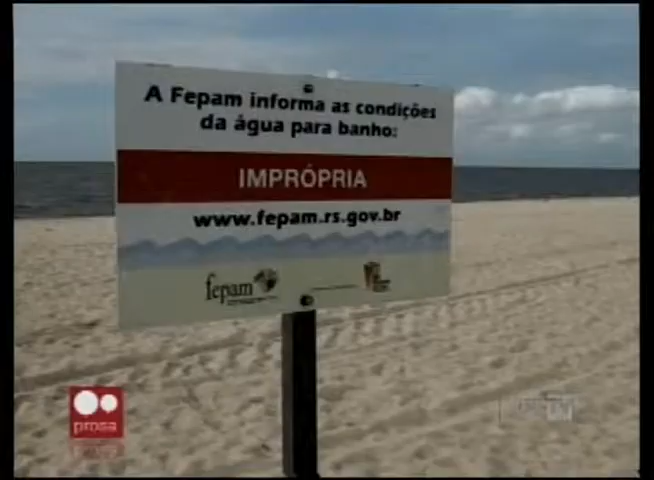 A Fepam informa as condições
da água para banho:
IMPRÓPRIA
www.fepam.rs.gov.br
fepam
prosa